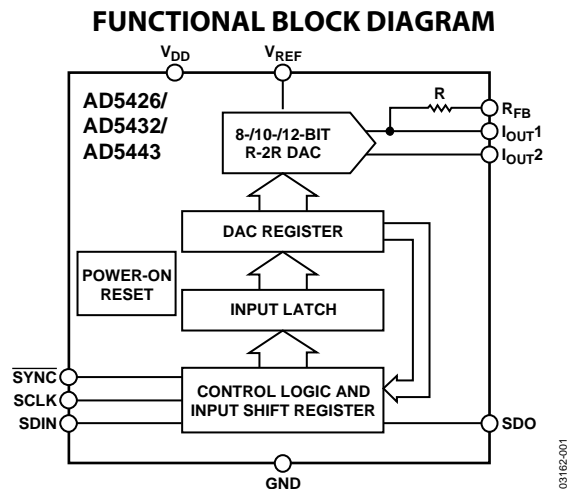 FUNCTIONAL BLOCK DIAGRAM
VDD
VREF
AD5426/
AD5432/
AD5443
R
RFB
8-/10-/12-BIT
R-2R DAC
IOUT1
IOUT2
DAC REGISTER
POWER-ON
RESET
INPUT LATCH
SYNC
SCLK
SDIN
CONTROL LOGIC AND
INPUT SHIFT REGISTER
SDO
GND
03162-001